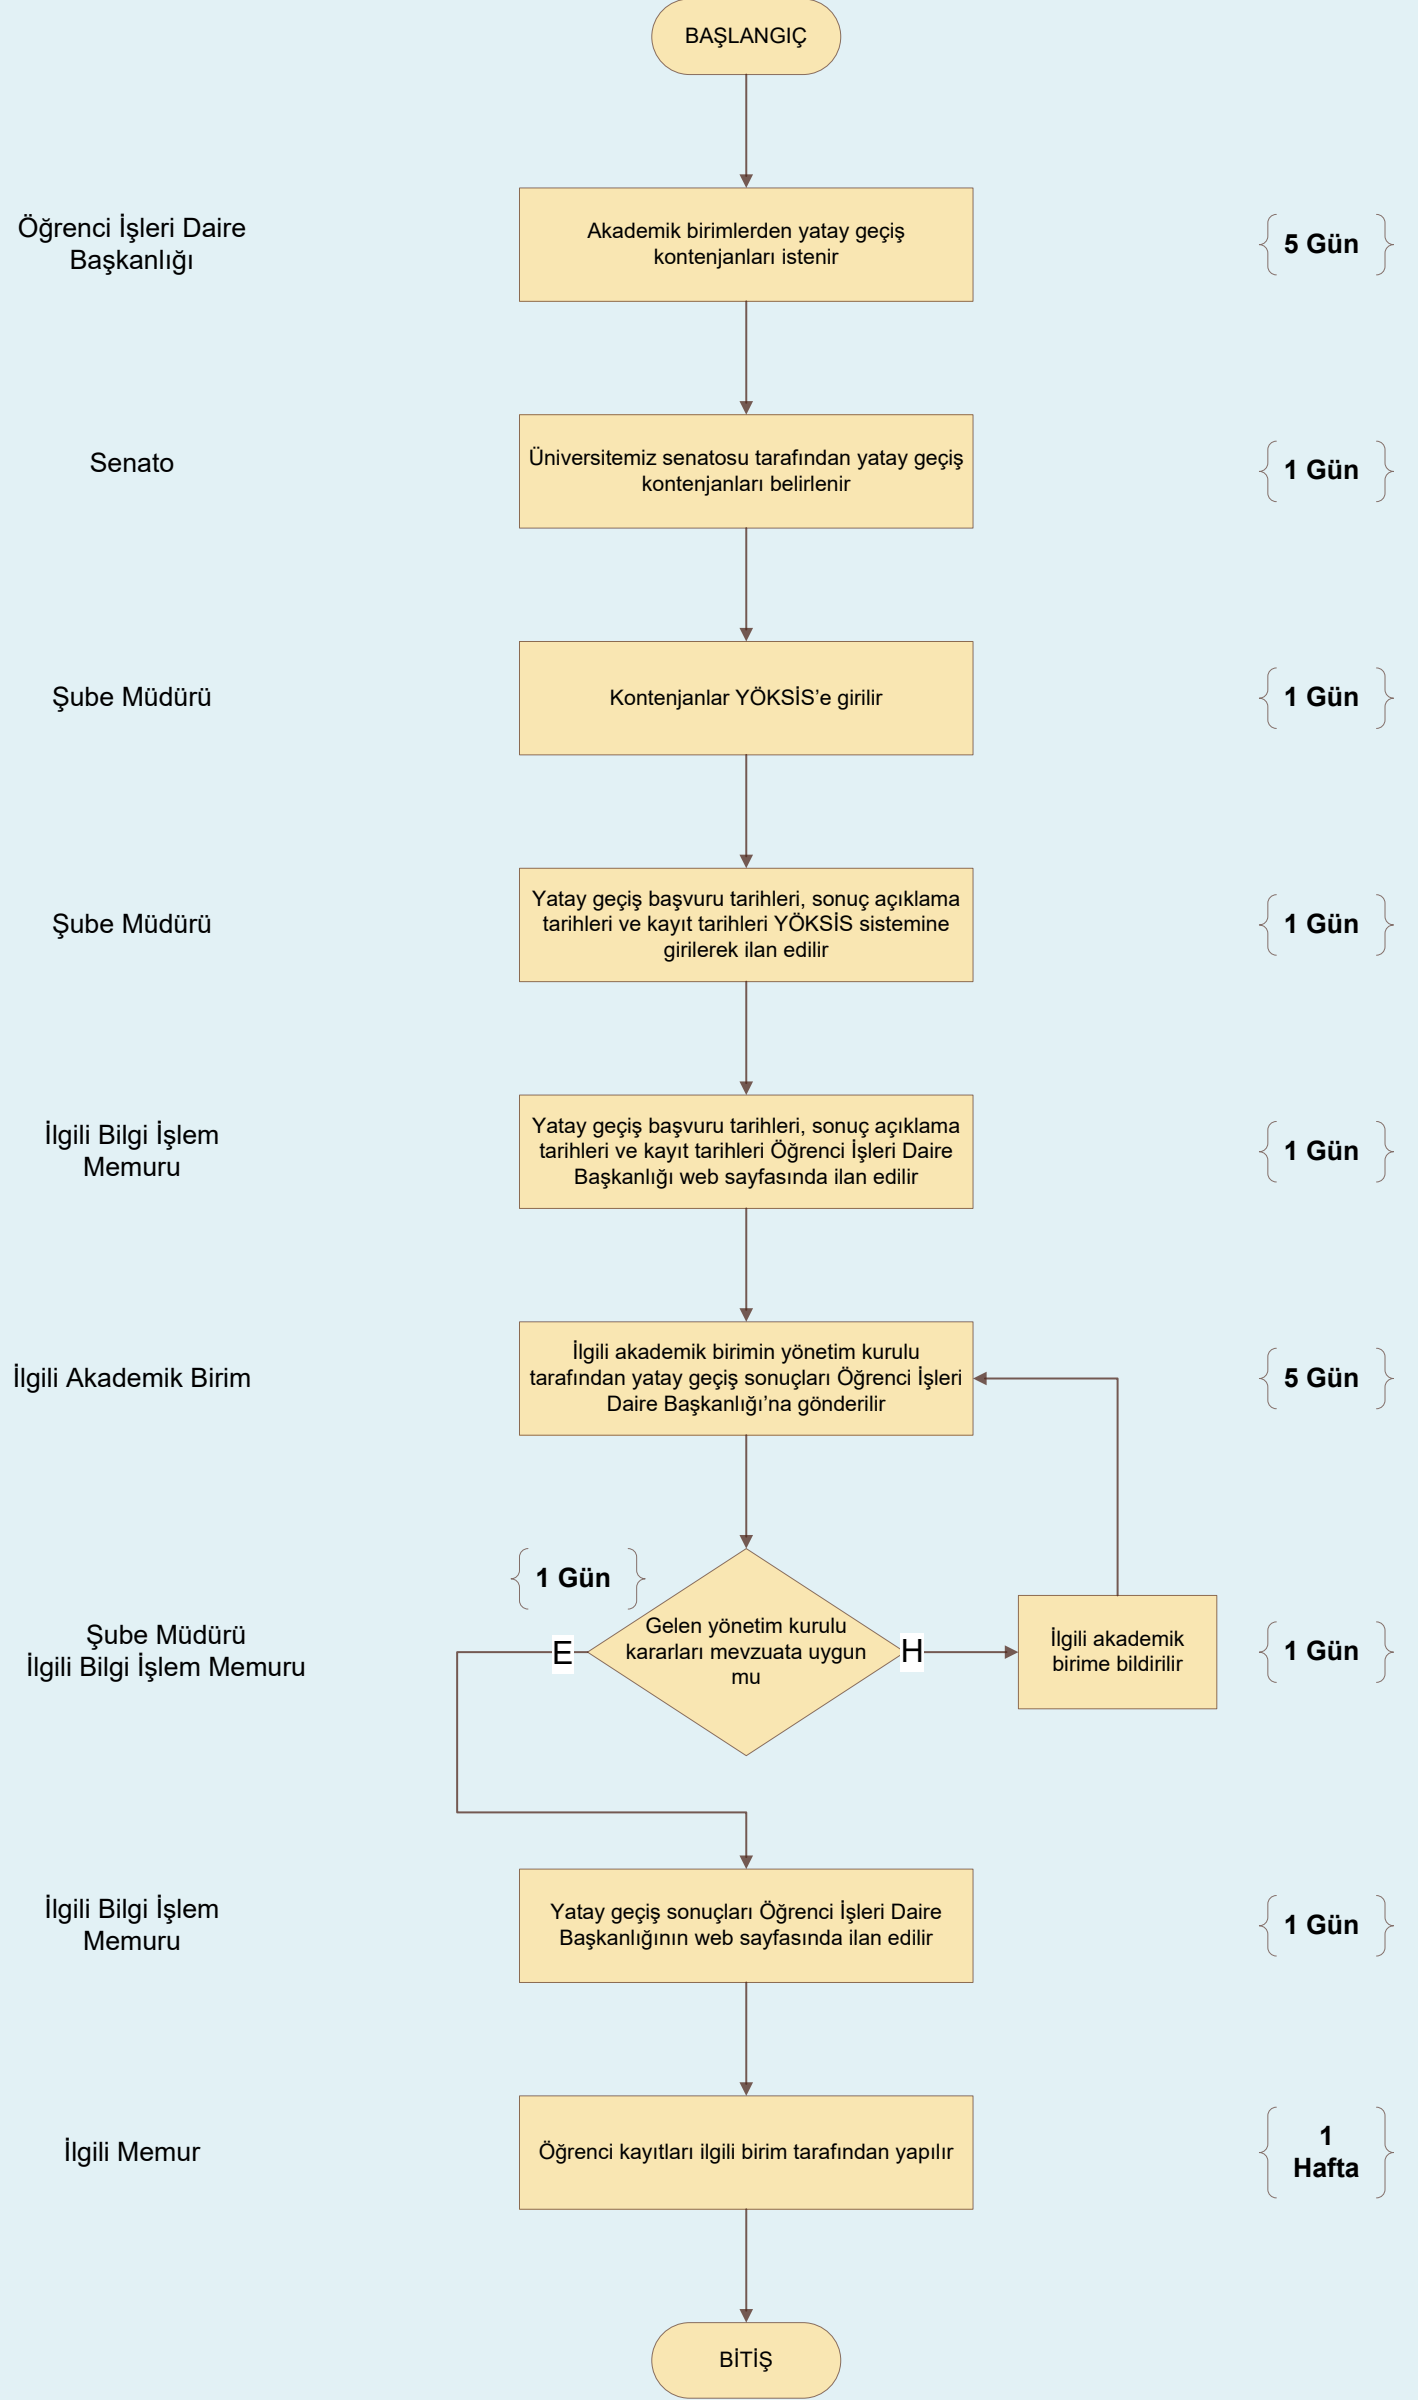 BAŞLANGIÇ
Öğrenci İşleri Daire
Başkanlığı
Akademik birimlerden yatay geçiş
kontenjanları istenir
5 Gün
Senato
Üniversitemiz senatosu tarafından yatay geçiş
kontenjanları belirlenir
1 Gün
Şube Müdürü
Kontenjanlar YÖKSİS’e girilir
1 Gün
Şube Müdürü
Yatay geçiş başvuru tarihleri, sonuç açıklama
tarihleri ve kayıt tarihleri YÖKSİS sistemine
girilerek ilan edilir
1 Gün
İlgili Bilgi İşlem
Memuru
Yatay geçiş başvuru tarihleri, sonuç açıklama
tarihleri ve kayıt tarihleri Öğrenci İşleri Daire
Başkanlığı web sayfasında ilan edilir
1 Gün
İlgili Akademik Birim
İlgili akademik birimin yönetim kurulu
tarafından yatay geçiş sonuçları Öğrenci İşleri
Daire Başkanlığı’na gönderilir
5 Gün
1 Gün
Şube Müdürü
İlgili Bilgi İşlem Memuru
E
Gelen yönetim kurulu
kararları mevzuata uygun
mu
H
İlgili akademik
birime bildirilir
1 Gün
İlgili Bilgi İşlem
Memuru
Yatay geçiş sonuçları Öğrenci İşleri Daire
Başkanlığının web sayfasında ilan edilir
1 Gün
İlgili Memur
Öğrenci kayıtları ilgili birim tarafından yapılır
1
Hafta
BİTİŞ